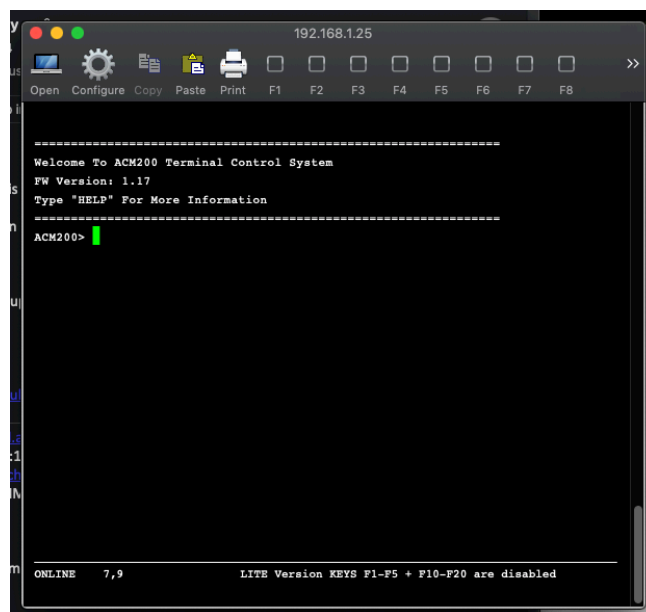 192.168.1.25
Open Configure Copy Paste Print F1 F2 F3 F4 F5 F6 F7 F8 »
================================================================
Welcome To ACM200 Terminal Control System
FW Version: 1.17
Type "HELP" For More Information
================================================================
ACM200>
ONLINE 7,9 LITE Version KEYS F1-F5 + F10-F20 are disabled